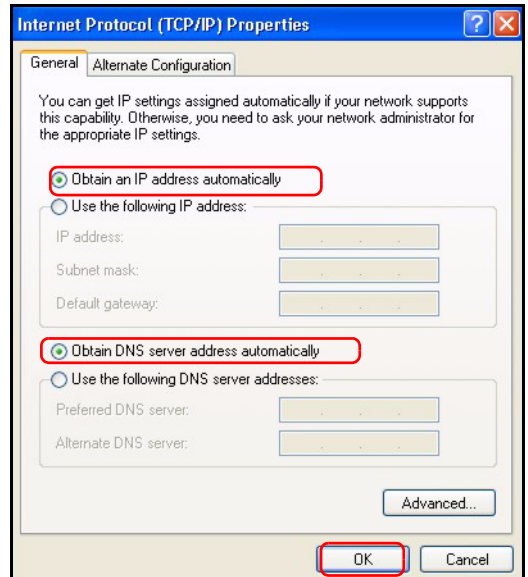 Internet Protocol (TCP/IP) Properties
General Alternate Configuration
You can get IP settings assigned automatically if your network supports
this capability. Otherwise, you need to ask your network administrator for
the appropriate IP settings.
Obtain an IP address automatically
Use the following IP address:
IP address:
Subnet mask:
Default gateway:
Obtain DNS server address automatically
Use the following DNS server addresses:
Preferred DNS server:
Alternate DNS server:
Advanced...
OK Cancel